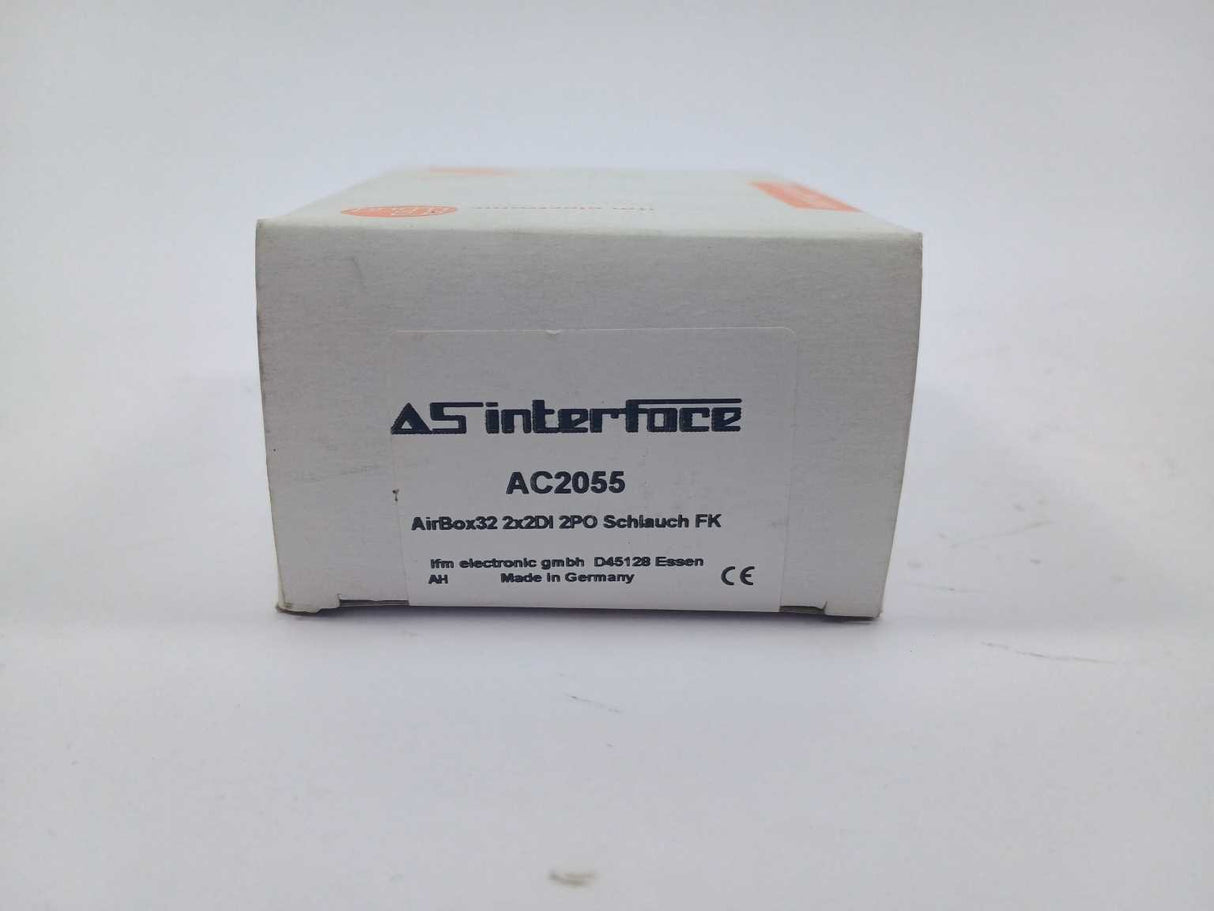 AS interface
AC2055
AirBox32 2x2DI 2PO Schlauch FK
ifm electronic gmbh D45128 Essen
AH Made in Germany CE